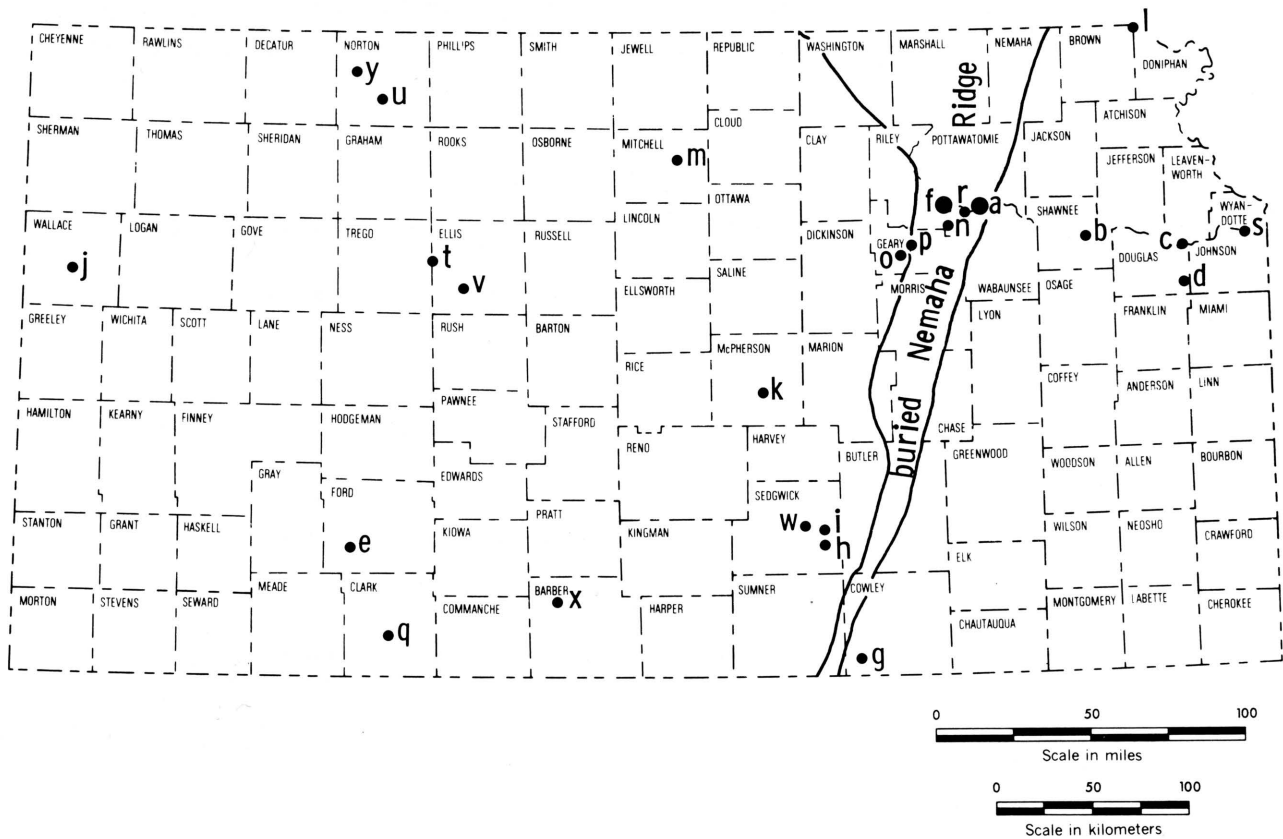 l
CHEYENNE RAWLINS DECATUR NORTON PHILLIPS SMITH JEWELL REPUBLIC WASHINGTON MARSHALL NEMAHA BROWN
DONIPHAN
y
u
CLOUD
ATCHISON
SHERMAN THOMAS SHERIDAN GRAHAM ROOKS OSBORNE MITCHELL CLAY RILEY POTTAWATOMIE JACKSON
m
JEFFERSON LEAVEN-
WORTH
OTTAWA
WYAN-
DOTTE
f r a
SHAWNEE
WALLACE LOGAN GOVE TREGO ELLIS RUSSELL LINCOLN DICKINSON
n
b
c
s
GEARY p
DOUGLAS JOHNSON
j
t
o
SALINE
d
v
ELLSWORTH
MORRIS WABAUNSEE OSAGE
GREELEY WICHITA SCOTT LANE NESS RUSH BARTON
LYON FRANKLIN MIAMI
McPHERSON MARION
RICE
k
COFFEY ANDERSON LINN
HAMILTON KEARNY FINNEY HODGEMAN PAWNEE STAFFORD
CHASE
RENO HARVEY BUTLER GREENWOOD
GRAY EDWARDS
WOODSON ALLEN BOURBON
FORD
SEDGWICK
buried Nemaha Ridge
STANTON GRANT HASKELL KIOWA PRATT KINGMAN
w i
h
WILSON NEOSHO CRAWFORD
e
ELK
MEADE CLARK BARBER SUMNER COWLEY
MORTON STEVENS SEWARD COMMANCHE
x
HARPER
MONTGOMERY LABETTE CHEROKEE
CHAUTAUQUA
q
g
0 50 100
Scale in miles
0 50 100
Scale in kilometers